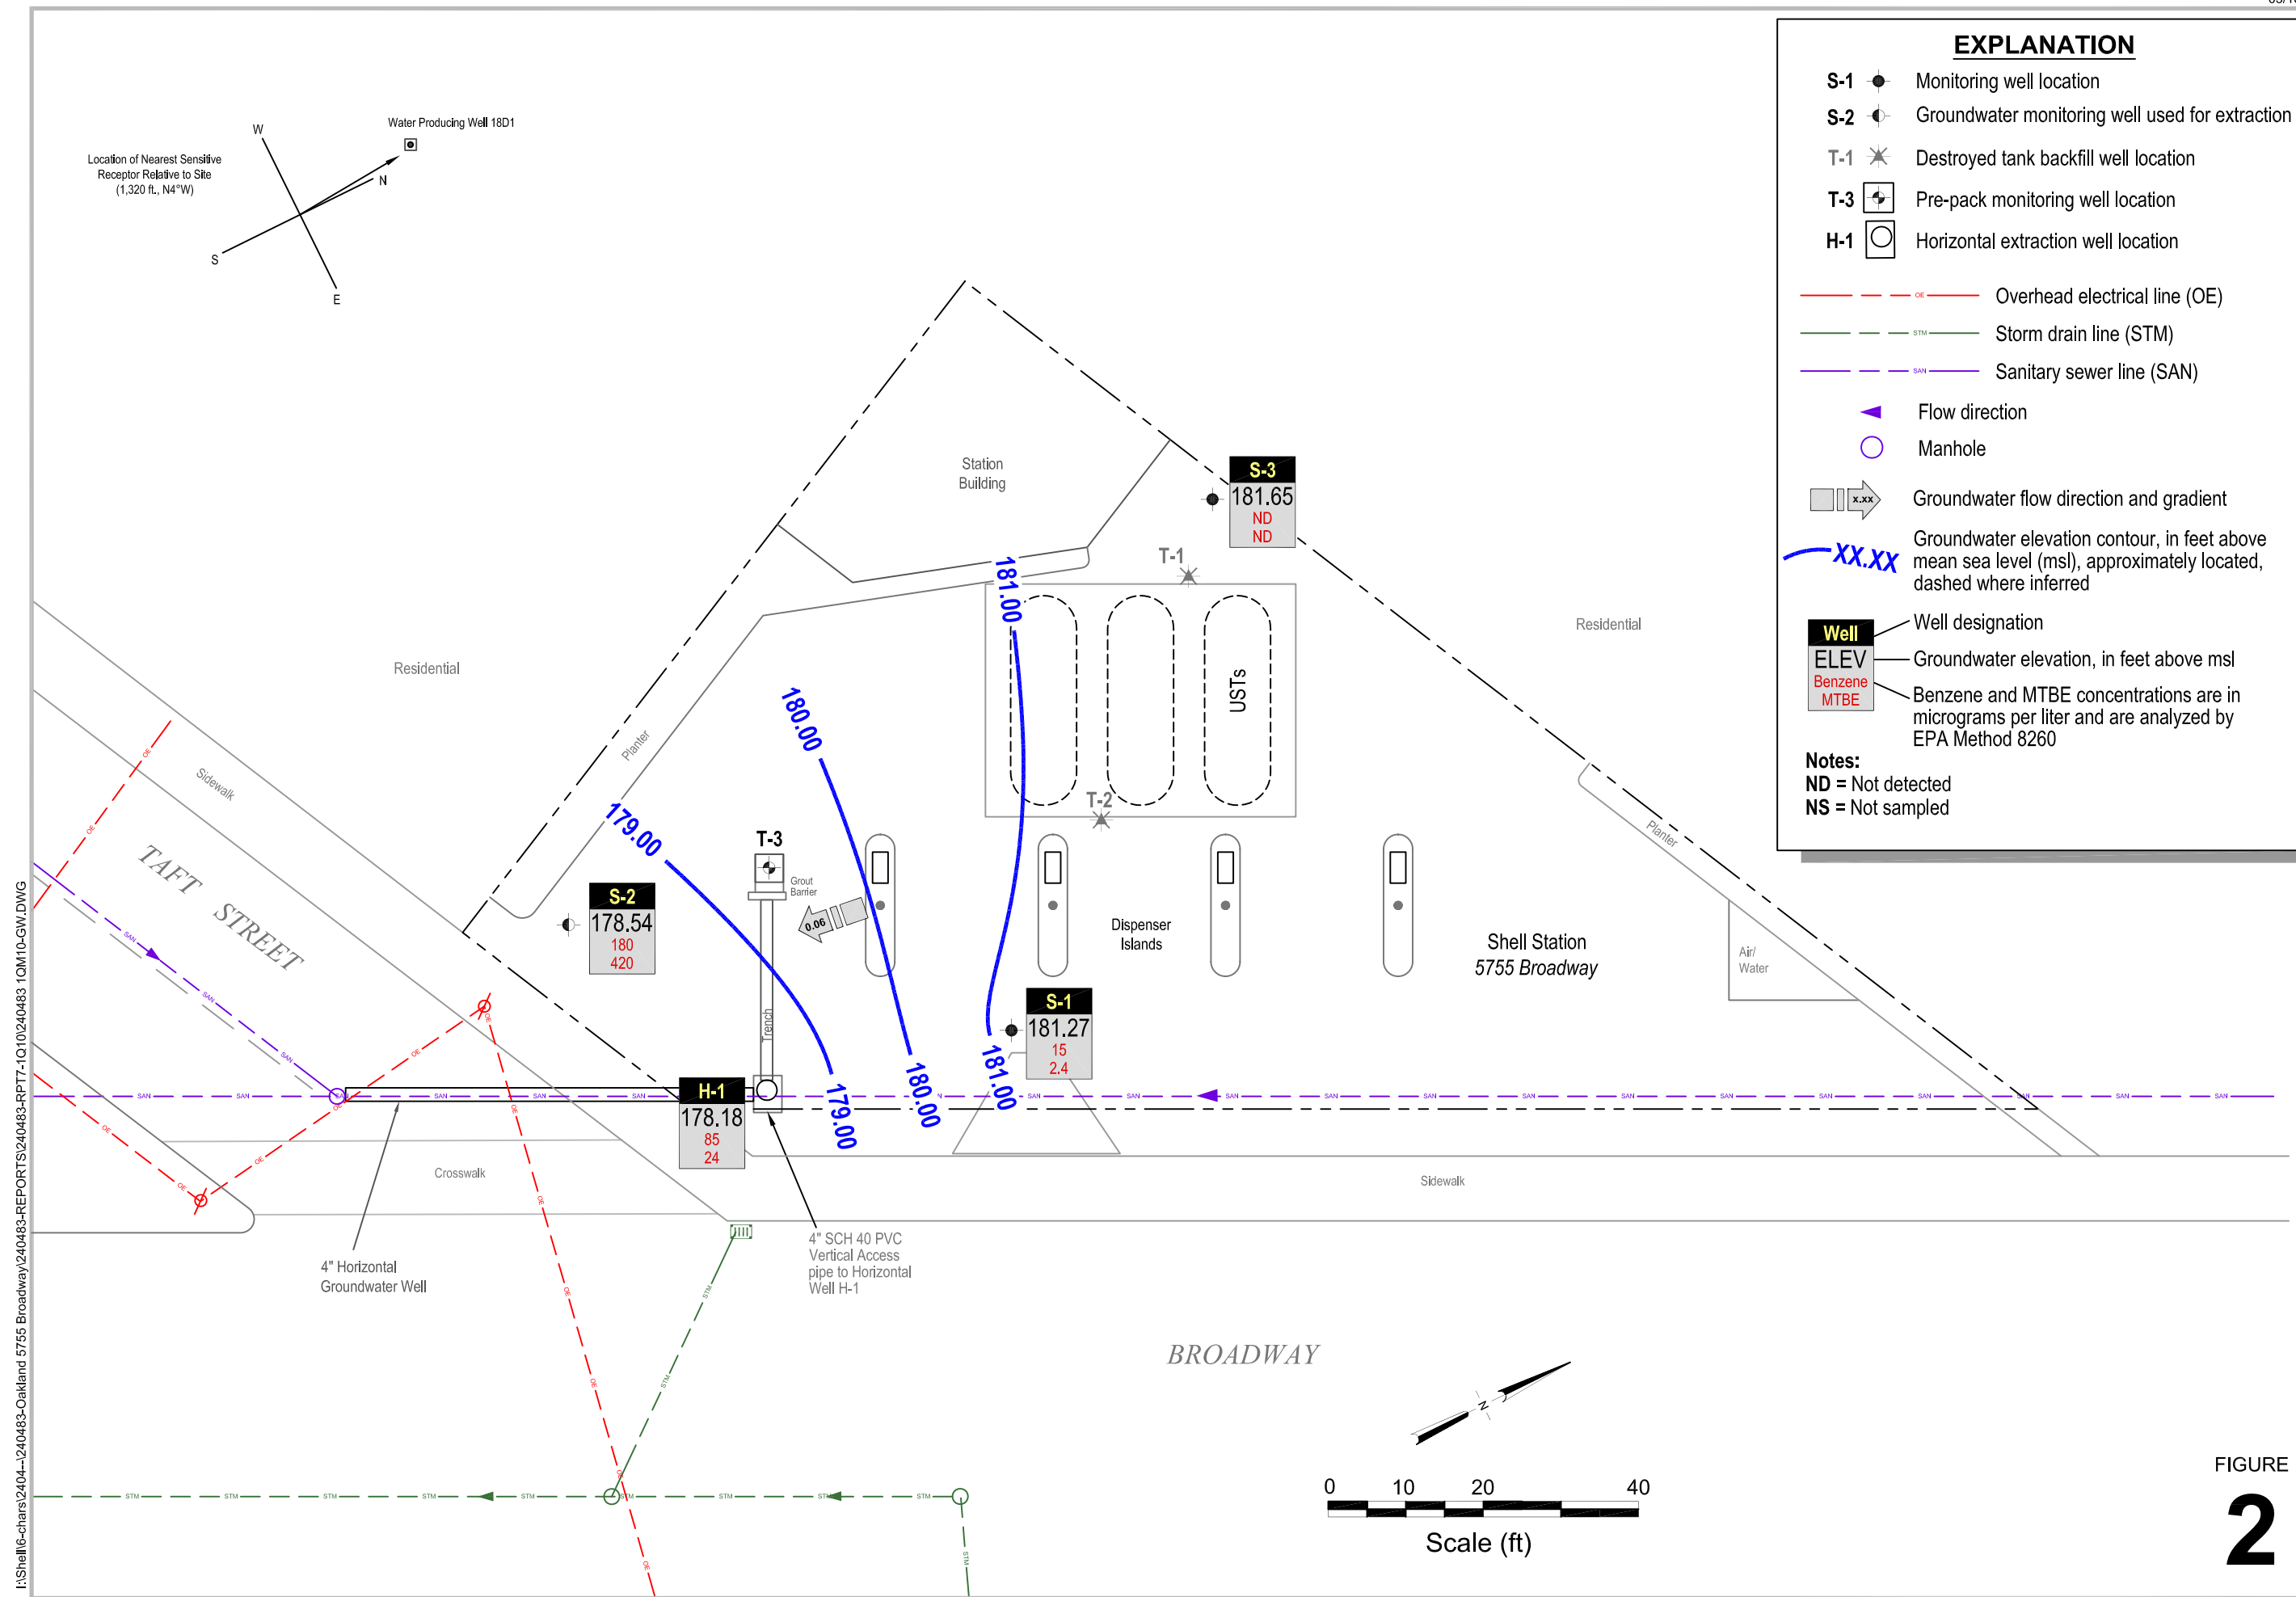 EXPLANATION
S-1 Monitoring well location
S-2 Groundwater monitoring well used for extraction
T-1 Destroyed tank backfill well location
T-3 Pre-pack monitoring well location
H-1 Horizontal extraction well location
OE Overhead electrical line (OE)
STM Storm drain line (STM)
SAN Sanitary sewer line (SAN)
Flow direction
Manhole
x.xx Groundwater flow direction and gradient
XX.XX Groundwater elevation contour, in feet above
mean sea level (msl), approximately located,
dashed where inferred
Well
ELEV
Benzene
MTBE
Well designation
Groundwater elevation, in feet above msl
Benzene and MTBE concentrations are in
micrograms per liter and are analyzed by
EPA Method 8260
Notes:
ND = Not detected
NS = Not sampled
Water Producing Well 18D1
Location of Nearest Sensitive
Receptor Relative to Site
(1,320 ft., N4°W)
W
N
S
E
Station
Building
S-3
181.65
ND
ND
T-1
181.00
Residential
Residential
USTs
180.00
Planter
Sidewalk
T-2
179.00
T-3
Planter
Grout
Barrier
TAFT STREET
S-2
178.54
180
420
0.06
Dispenser
Islands
Shell Station
5755 Broadway
Air/
Water
Trench
S-1
181.27
15
2.4
H-1
178.18
85
24
179.00
180.00
181.00
SAN
OE
Crosswalk
Sidewalk
4" Horizontal
Groundwater Well
4" SCH 40 PVC
Vertical Access
pipe to Horizontal
Well H-1
STM
BROADWAY
N
0 10 20 40
Scale (ft)
FIGURE
2
I:\Shell\6-chars\2404--\240483-Oakland 5755 Broadway\240483-REPORTS\240483-RPT7-1Q10\240483 1QM10-GW.DWG